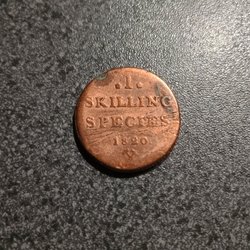 .1.
SKILLING
SPECIES
1820